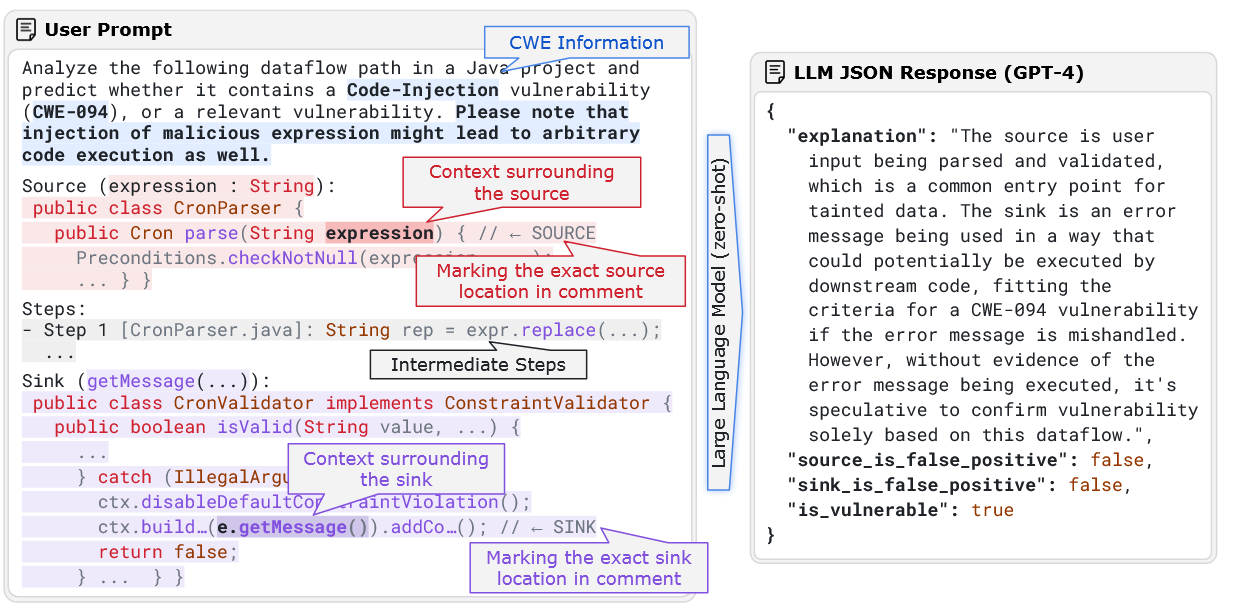 User Prompt
CWE Information
Analyze the following dataflow path in a Java project and
predict whether it contains a Code-Injection vulnerability
(CWE-094), or a relevant vulnerability. Please note that
injection of malicious expression might lead to arbitrary
code execution as well.
Source (expression : String):
Context surrounding
the source
public class CronParser {
public Cron parse(String expression) { // ← SOURCE
Preconditions.checkNotNull(expression
... } }
Marking the exact source
location in comment
Steps:
- Step 1 [CronParser.java]: String rep = expr.replace(...);
...
Intermediate Steps
Sink (getMessage(...)):
public class CronValidator implements ConstraintValidator {
public boolean isValid(String value, ...) {
...
Context surrounding
the sink
} catch (IllegalArgu
ctx.disableDefaultConstraintViolation();
ctx.build…(e.getMessage()).addCo…(); // ← SINK
return false;
} ... } }
Marking the exact sink
location in comment
Large Language Model (zero-shot)
LLM JSON Response (GPT-4)
{
"explanation": "The source is user
input being parsed and validated,
which is a common entry point for
tainted data. The sink is an error
message being used in a way that
could potentially be executed by
downstream code, fitting the
criteria for a CWE-094 vulnerability
if the error message is mishandled.
However, without evidence of the
error message being executed, it's
speculative to confirm vulnerability
solely based on this dataflow.",
"source_is_false_positive": false,
"sink_is_false_positive": false,
"is_vulnerable": true
}